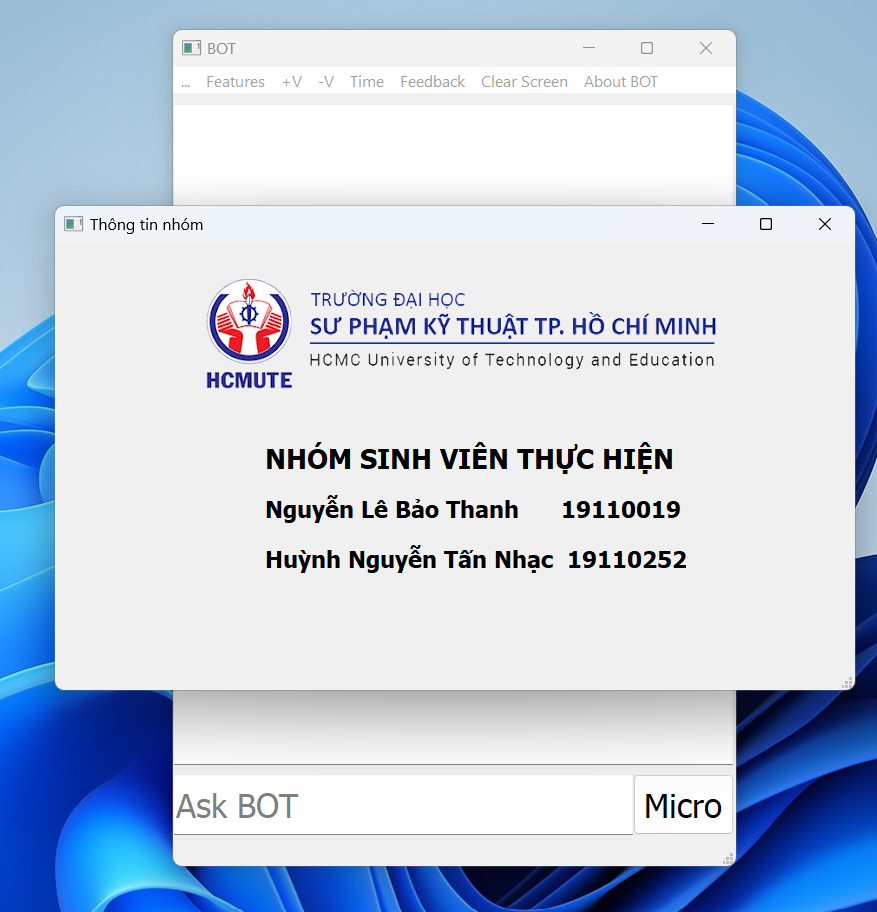 BOT
... Features +V -V Time Feedback Clear Screen About BOT
Thông tin nhóm
TRƯỜNG ĐẠI HỌC
SƯ PHẠM KỸ THUẬT TP. HỒ CHÍ MINH
HCMC University of Technology and Education
HCMUTE
NHÓM SINH VIÊN THỰC HIỆN
Nguyễn Lê Bảo Thanh 19110019
Huỳnh Nguyễn Tấn Nhạc 19110252
Ask BOT
Micro